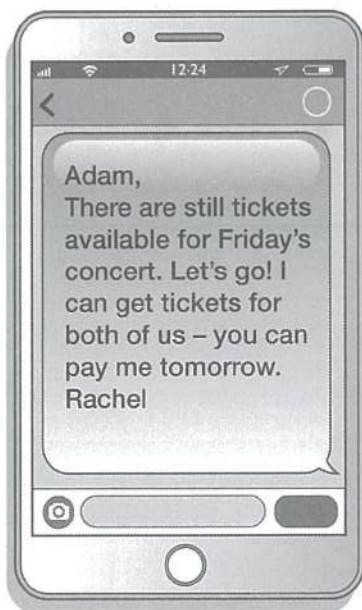 12:24
Adam,
There are still tickets
available for Friday's
concert. Let's go! I
can get tickets for
both of us – you can
pay me tomorrow.
Rachel